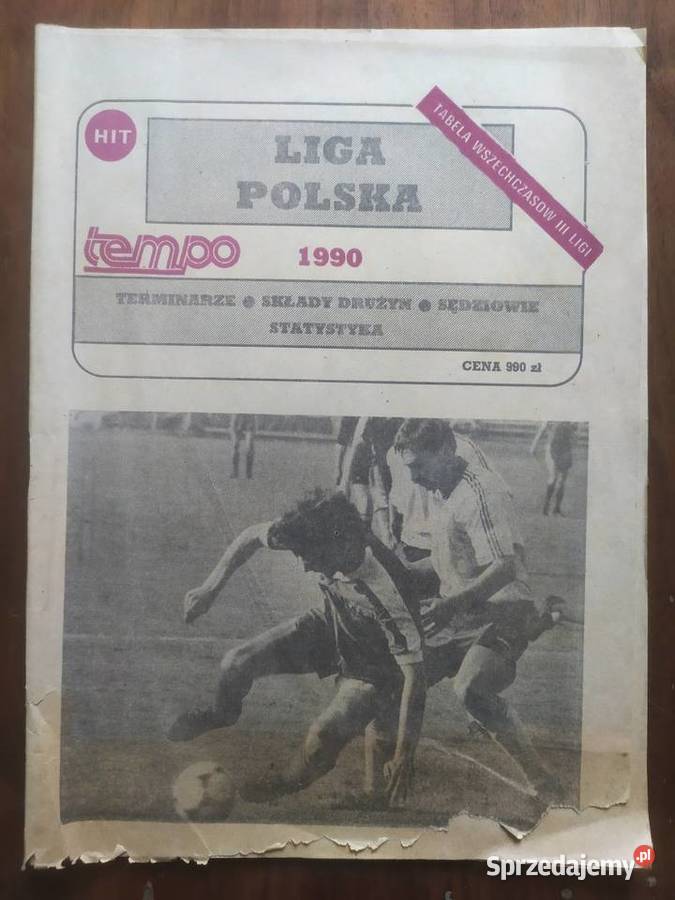 HIT
LIGA
POLSKA
TABELA WSZECHCZASÓW III LIGI
tempo
1990
TERMINARZE ● SKŁADY DRUŻYN ● SĘDZIOWIE
STATYSTYKA
CENA 990 zł
Sprzedajemy.pl